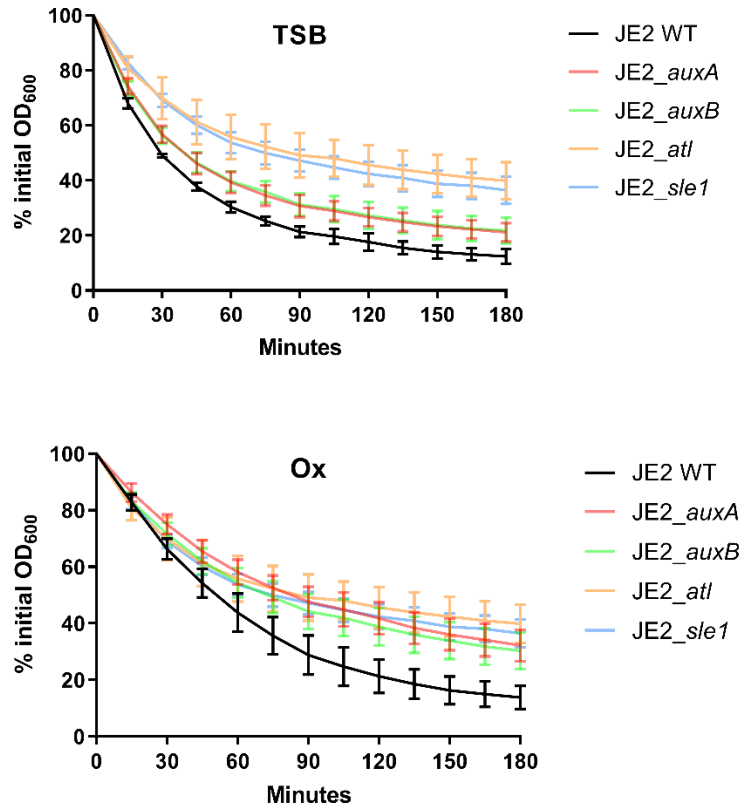 TSB
% initial OD600
100
80
60
40
20
0
0 30 60 90 120 150 180
Minutes
JE2 WT
JE2_auxA
JE2_auxB
JE2_atl
JE2_sle1
Ox
% initial OD600
100
80
60
40
20
0
0 30 60 90 120 150 180
Minutes
JE2 WT
JE2_auxA
JE2_auxB
JE2_atl
JE2_sle1